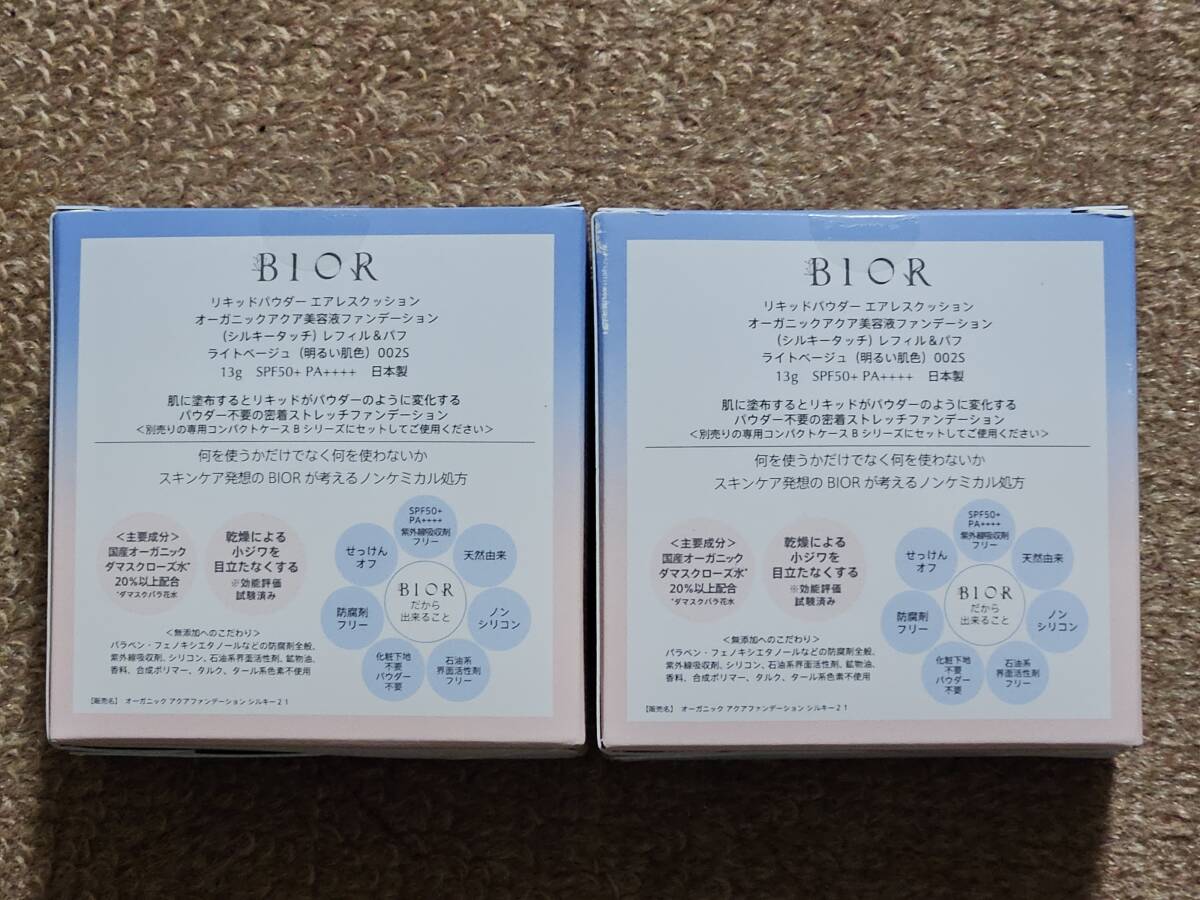 BIOR
リキッドパウダー エアレスクッション
オーガニックアクア美容液ファンデーション
(シルキータッチ) レフィル&パフ
ライトベージュ (明るい肌色) 002S
13g SPF50+ PA++++ 日本製
肌に塗布するとリキッドがパウダーのように変化する
パウダー不要の密着ストレッチファンデーション
<別売りの専用コンパクトケース B シリーズにセットしてご使用ください>
何を使うかだけでなく何を使わないか
スキンケア発想の BIOR が考えるノンケミカル処方
<主要成分>
国産オーガニック
ダマスクローズ水*
20%以上配合
*ダマスクバラ花水
乾燥による
小ジワを
目立たなくする
※効能評価
試験済み
SPF50+
PA++++
紫外線吸収剤
フリー
せっけん
オフ
天然由来
BIOR
だから
出来ること
防腐剤
フリー
ノン
シリコン
化粧下地
不要
パウダー
不要
石油系
界面活性剤
フリー
<無添加へのこだわり>
パラベン・フェノキシエタノールなどの防腐剤全般、
紫外線吸収剤、シリコン、石油系界面活性剤、鉱物油、
香料、合成ポリマー、タルク、タール系色素不使用
【販売名】 オーガニック アクアファンデーション シルキー21
BIOR
リキッドパウダー エアレスクッション
オーガニックアクア美容液ファンデーション
(シルキータッチ) レフィル&パフ
ライトベージュ (明るい肌色) 002S
13g SPF50+ PA++++ 日本製
肌に塗布するとリキッドがパウダーのように変化する
パウダー不要の密着ストレッチファンデーション
<別売りの専用コンパクトケース B シリーズにセットしてご使用ください>
何を使うかだけでなく何を使わないか
スキンケア発想の BIOR が考えるノンケミカル処方
<主要成分>
国産オーガニック
ダマスクローズ水*
20%以上配合
*ダマスクバラ花水
乾燥による
小ジワを
目立たなくする
※効能評価
試験済み
SPF50+
PA++++
紫外線吸収剤
フリー
せっけん
オフ
天然由来
BIOR
だから
出来ること
防腐剤
フリー
ノン
シリコン
化粧下地
不要
パウダー
不要
石油系
界面活性剤
フリー
<無添加へのこだわり>
パラベン・フェノキシエタノールなどの防腐剤全般、
紫外線吸収剤、シリコン、石油系界面活性剤、鉱物油、
香料、合成ポリマー、タルク、タール系色素不使用
【販売名】 オーガニック アクアファンデーション シルキー21